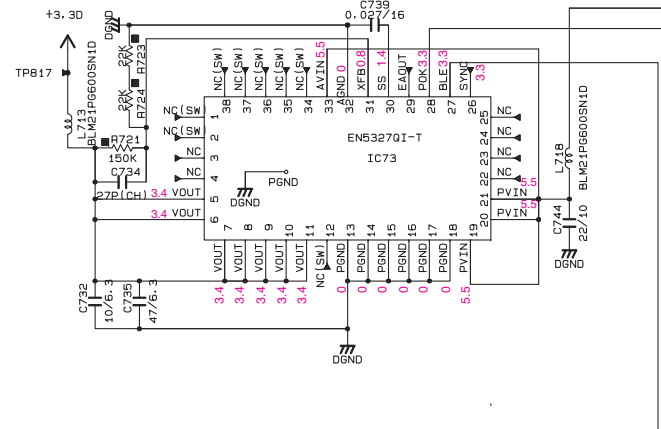 C739
0.027/16
+3.3D
DGND
TP817
22K
R723
22K
R724
L713
BLM21PG600SN1D
R721
150K
C734
27P(CH)
NC(SW)
NC(SW)
NC(SW)
NC(SW)
NC(SW)
AVIN 5.5
AGND 0
XFB 0.8
SS 1.4
EAOUT
POK 3.3
BLE 3.3
SYNC 3.3
38 37 36 35 34 33 32 31 30 29 28 27 26
NC(SW) 1
NC(SW) 2
NC 3
NC 4
3.4 VOUT 5
3.4 VOUT 6
EN5327QI-T
IC73
PGND
DGND
25 NC
24 NC
23 NC
22 NC
5.5
21 PVIN
5.5
20 PVIN
L718
BLM21PG600SN1D
C744
22/10
DGND
7 8 9 10 11 12 13 14 15 16 17 18 19
VOUT 3.4
VOUT 3.4
VOUT 3.4
VOUT 3.4
VOUT 3.4
NC(SW)
PGND 0
PGND 0
PGND 0
PGND 0
PGND 0
PGND 0
PVIN 5.5
C732
10/6.3
C735
47/6.3
DGND